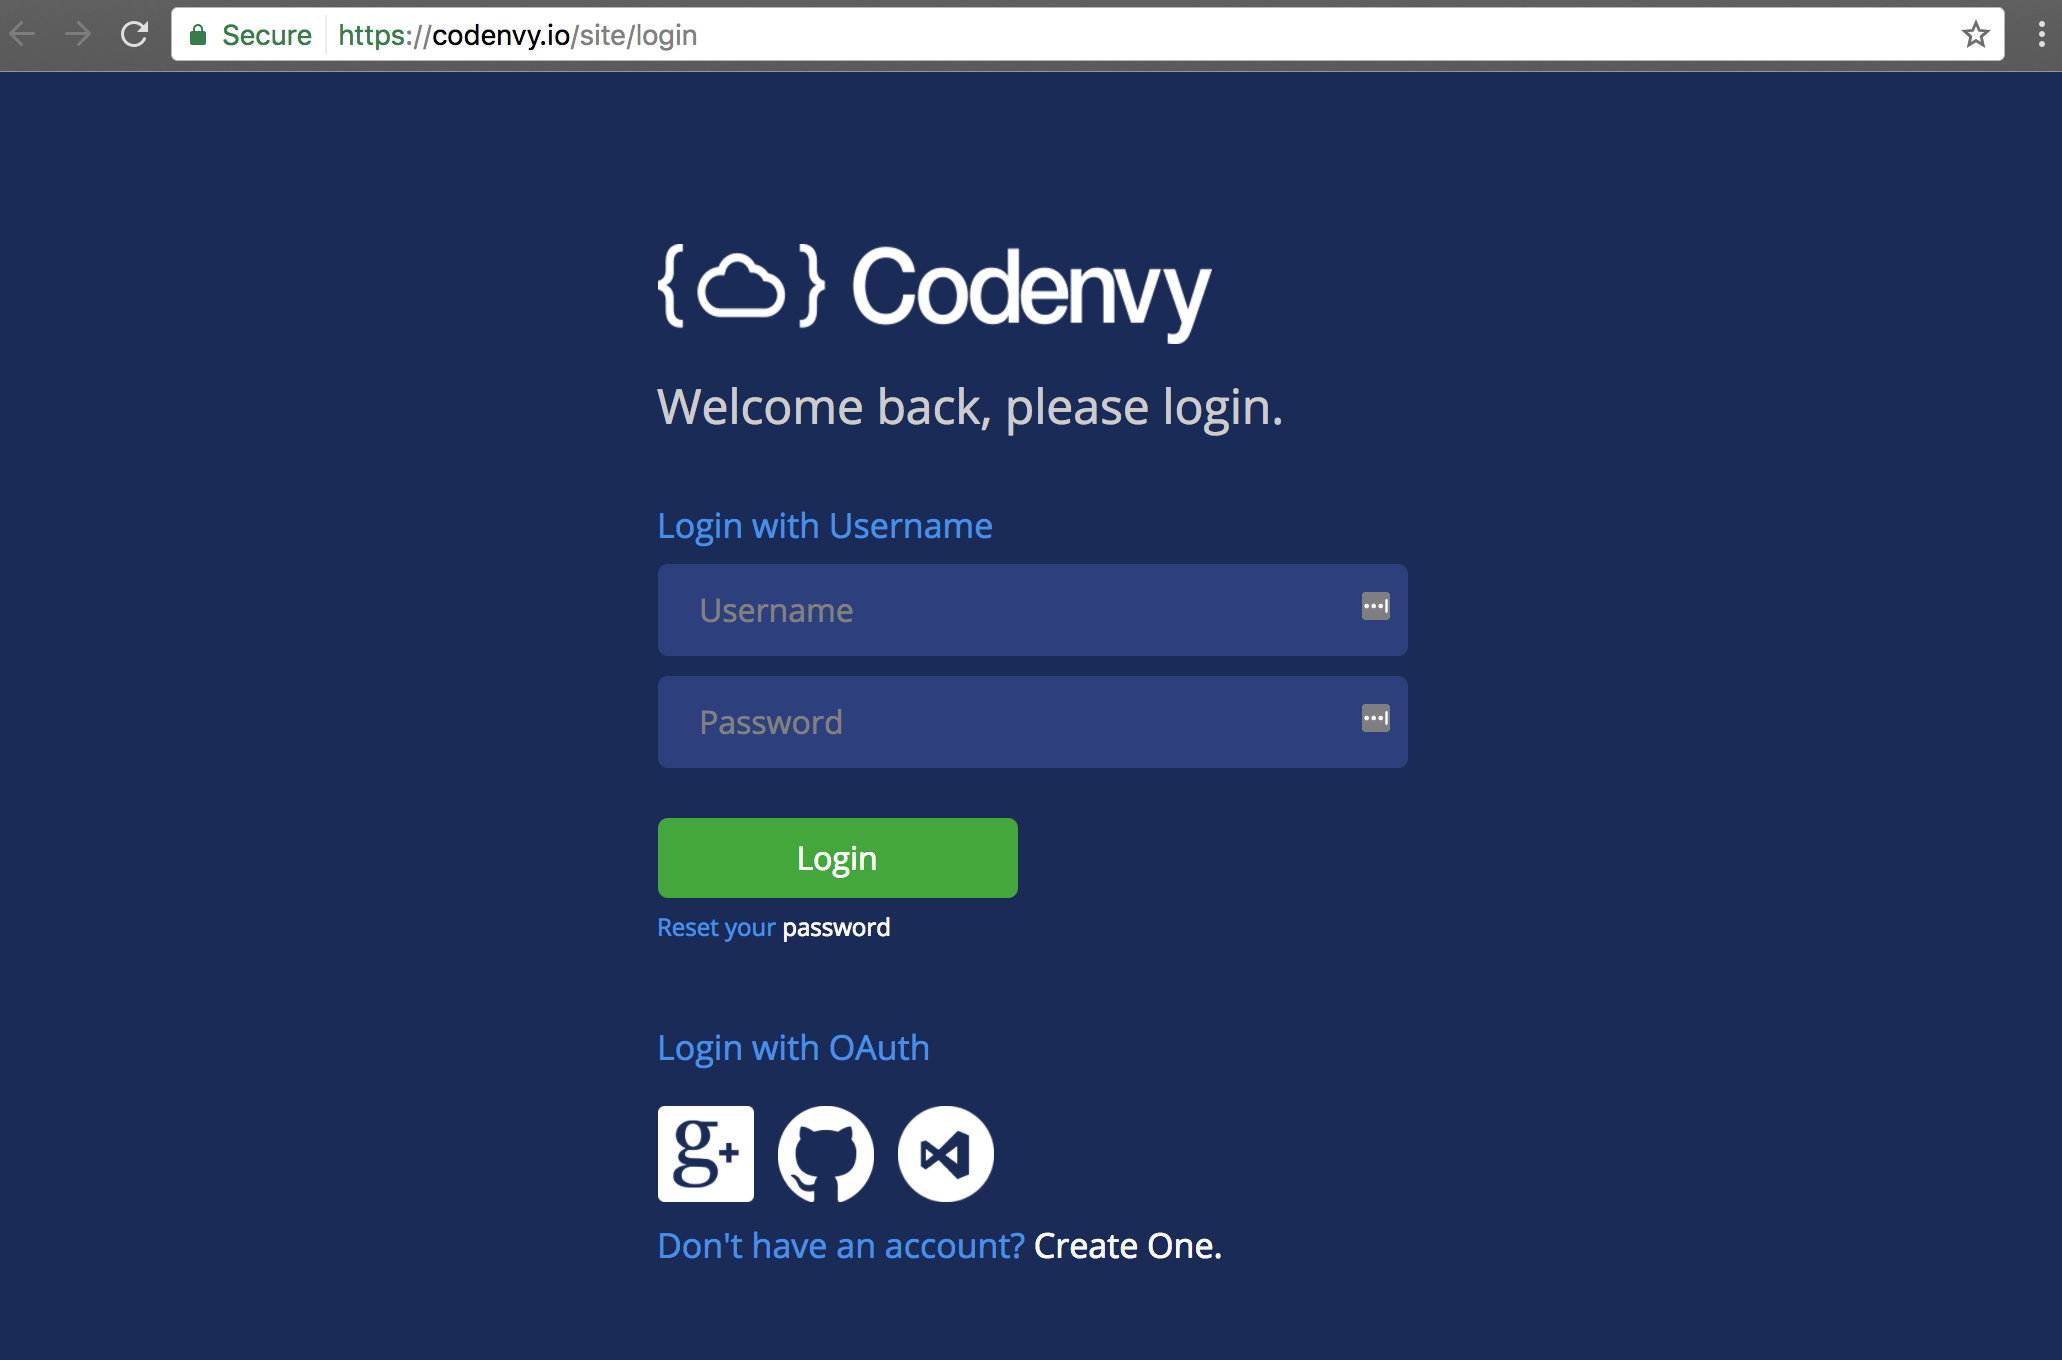 Secure https://codenvy.io/site/login
{ } Codenvy
Welcome back, please login.
Login with Username
Username
Password
Login
Reset your password
Login with OAuth
g+
Don't have an account? Create One.